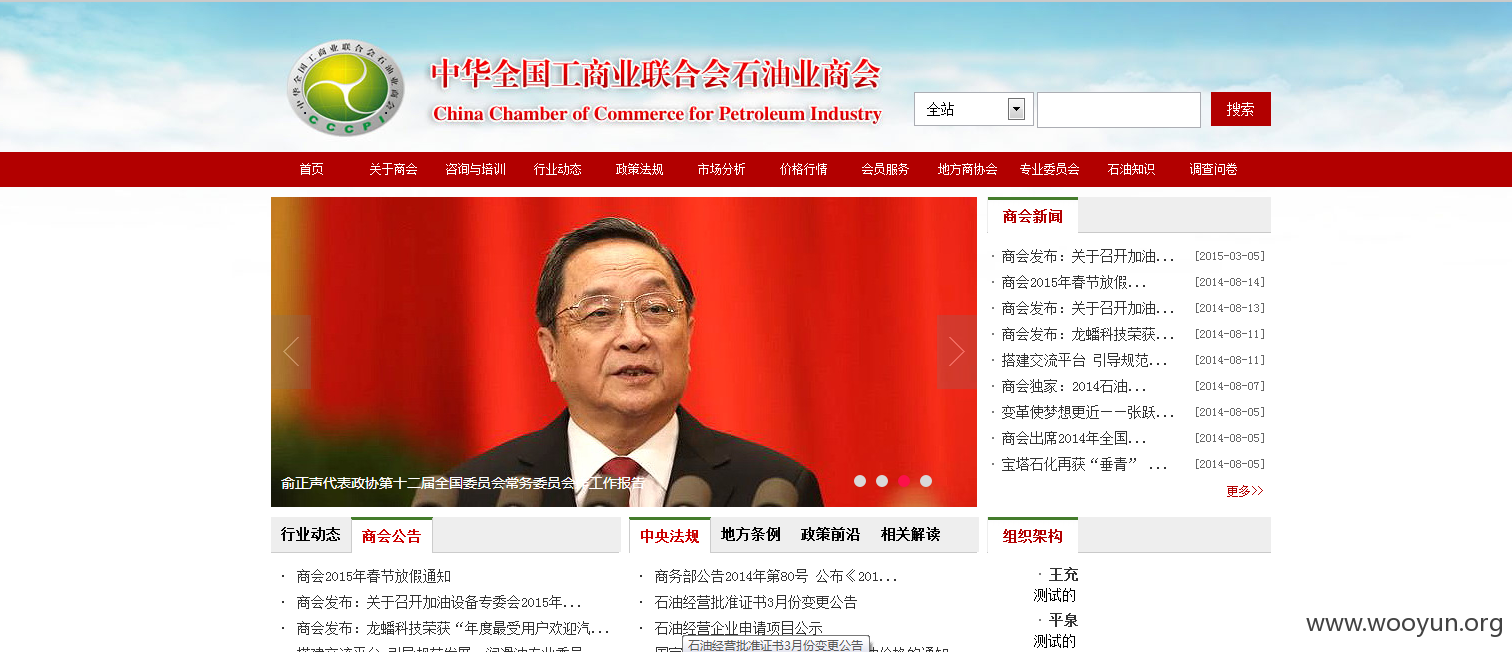 中华全国工商业联合会石油业商会
CCCPI
中华全国工商业联合会石油业商会
China Chamber of Commerce for Petroleum Industry
全站
搜索
首页 关于商会 咨询与培训 行业动态 政策法规 市场分析 价格行情 会员服务 地方商协会 专业委员会 石油知识 调查问卷
俞正声代表政协第十二届全国委员会常务委员会作工作报告
商会新闻
· 商会发布：关于召开加油... [2015-03-05]
· 商会2015年春节放假... [2014-08-14]
· 商会发布：关于召开加油... [2014-08-13]
· 商会发布：龙蟠科技荣获... [2014-08-11]
· 搭建交流平台 引导规范... [2014-08-11]
· 商会独家：2014石油... [2014-08-07]
· 变革使梦想更近——张跃... [2014-08-05]
· 商会出席2014年全国... [2014-08-05]
· 宝塔石化再获“垂青” ... [2014-08-05]
更多>>
行业动态 商会公告
· 商会2015年春节放假通知
· 商会发布：关于召开加油设备专委会2015年...
· 商会发布：龙蟠科技荣获“年度最受用户欢迎汽...
中央法规 地方条例 政策前沿 相关解读
· 商务部公告2014年第80号 公布《201...
· 石油经营批准证书3月份变更公告
· 石油经营企业申请项目公示
石油经营批准证书3月份变更公告
组织架构
· 王充
测试的
· 平泉
测试的
www.wooyun.org